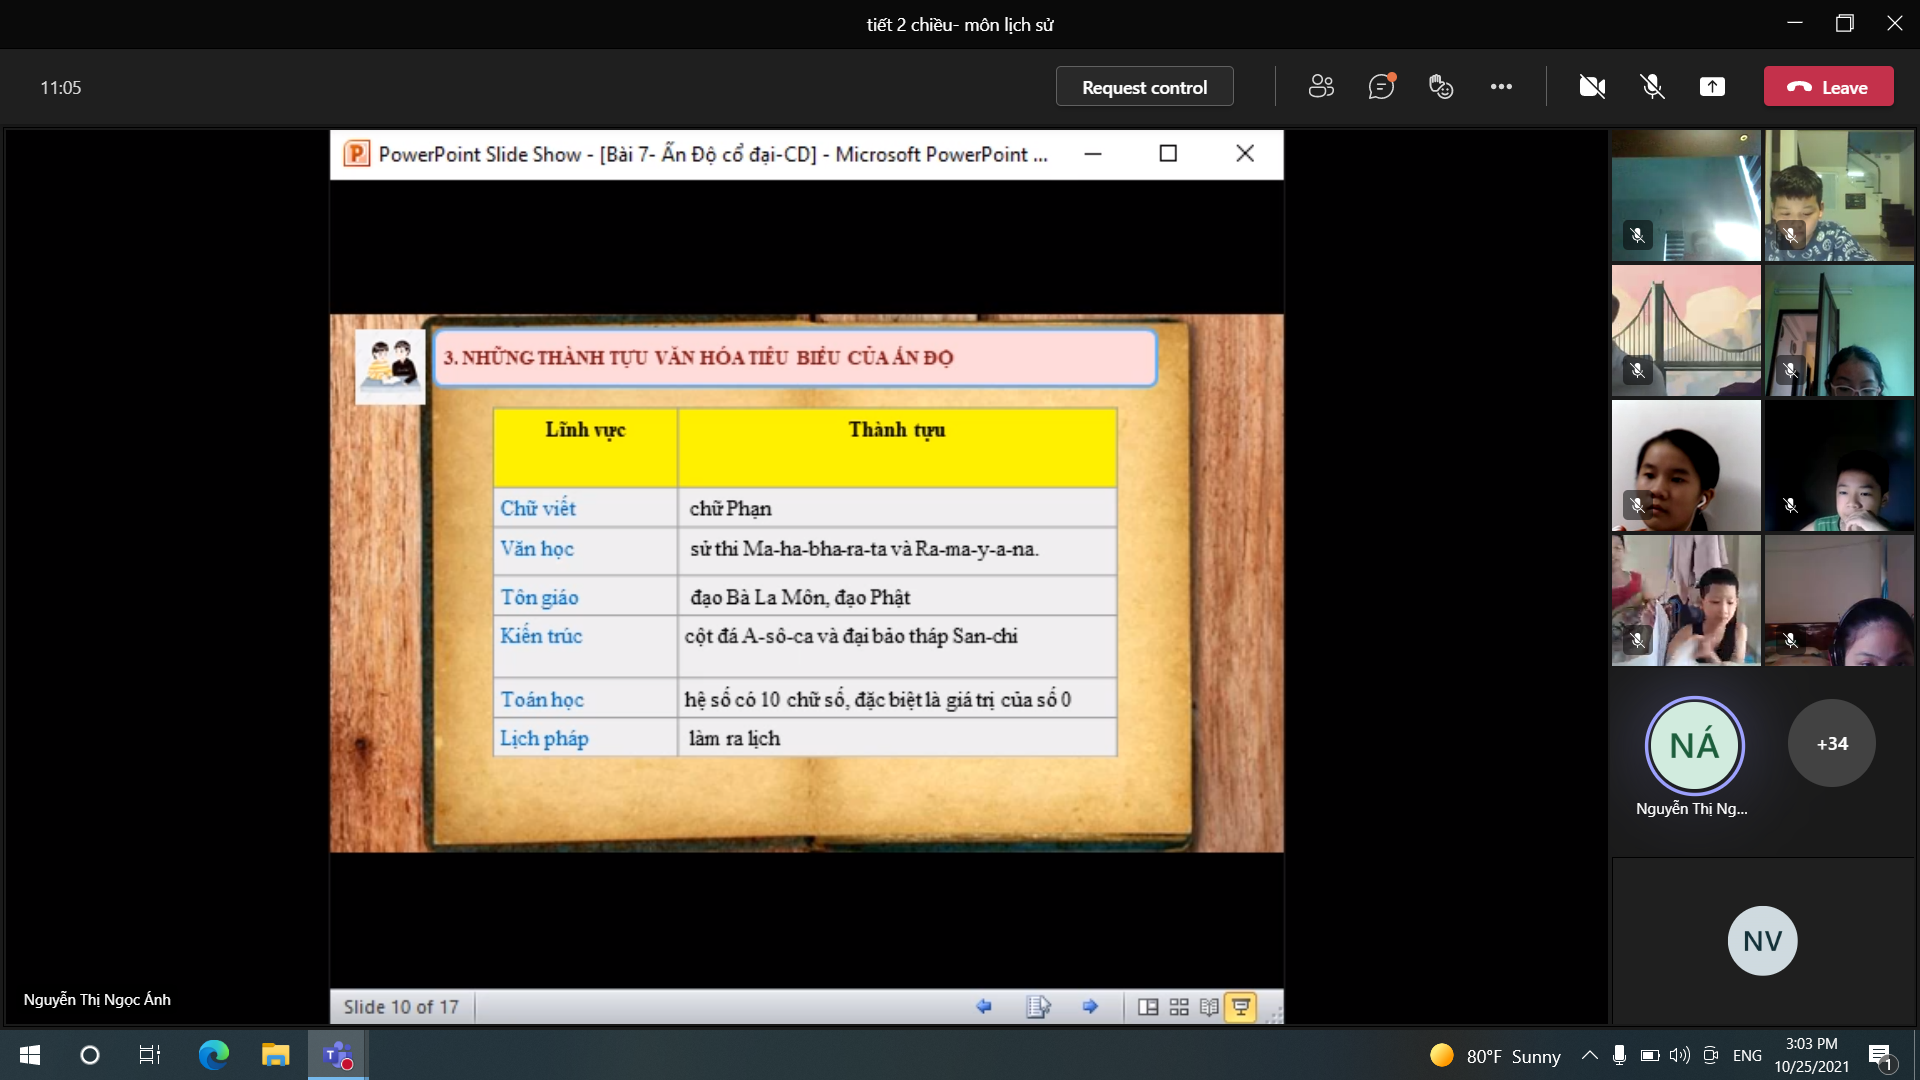 tiết 2 chiều- môn lịch sử
11:05
Request control
Leave
PowerPoint Slide Show - [Bài 7- Ấn Độ cổ đại-CD] - Microsoft PowerPoint ...
3. NHỮNG THÀNH TỰU VĂN HÓA TIÊU BIỂU CỦA ẤN ĐỘ
Lĩnh vực Thành tựu
Chữ viết chữ Phạn
Văn học sử thi Ma-ha-bha-ra-ta và Ra-ma-y-a-na.
Tôn giáo đạo Bà La Môn, đạo Phật
Kiến trúc cột đá A-sô-ca và đại bảo tháp San-chi
Toán học hệ số có 10 chữ số, đặc biệt là giá trị của số 0
Lịch pháp làm ra lịch
NÁ
+34
Nguyễn Thị Ng...
NV
Nguyễn Thị Ngọc Ánh
Slide 10 of 17
80°F Sunny
ENG
3:03 PM
10/25/2021
1